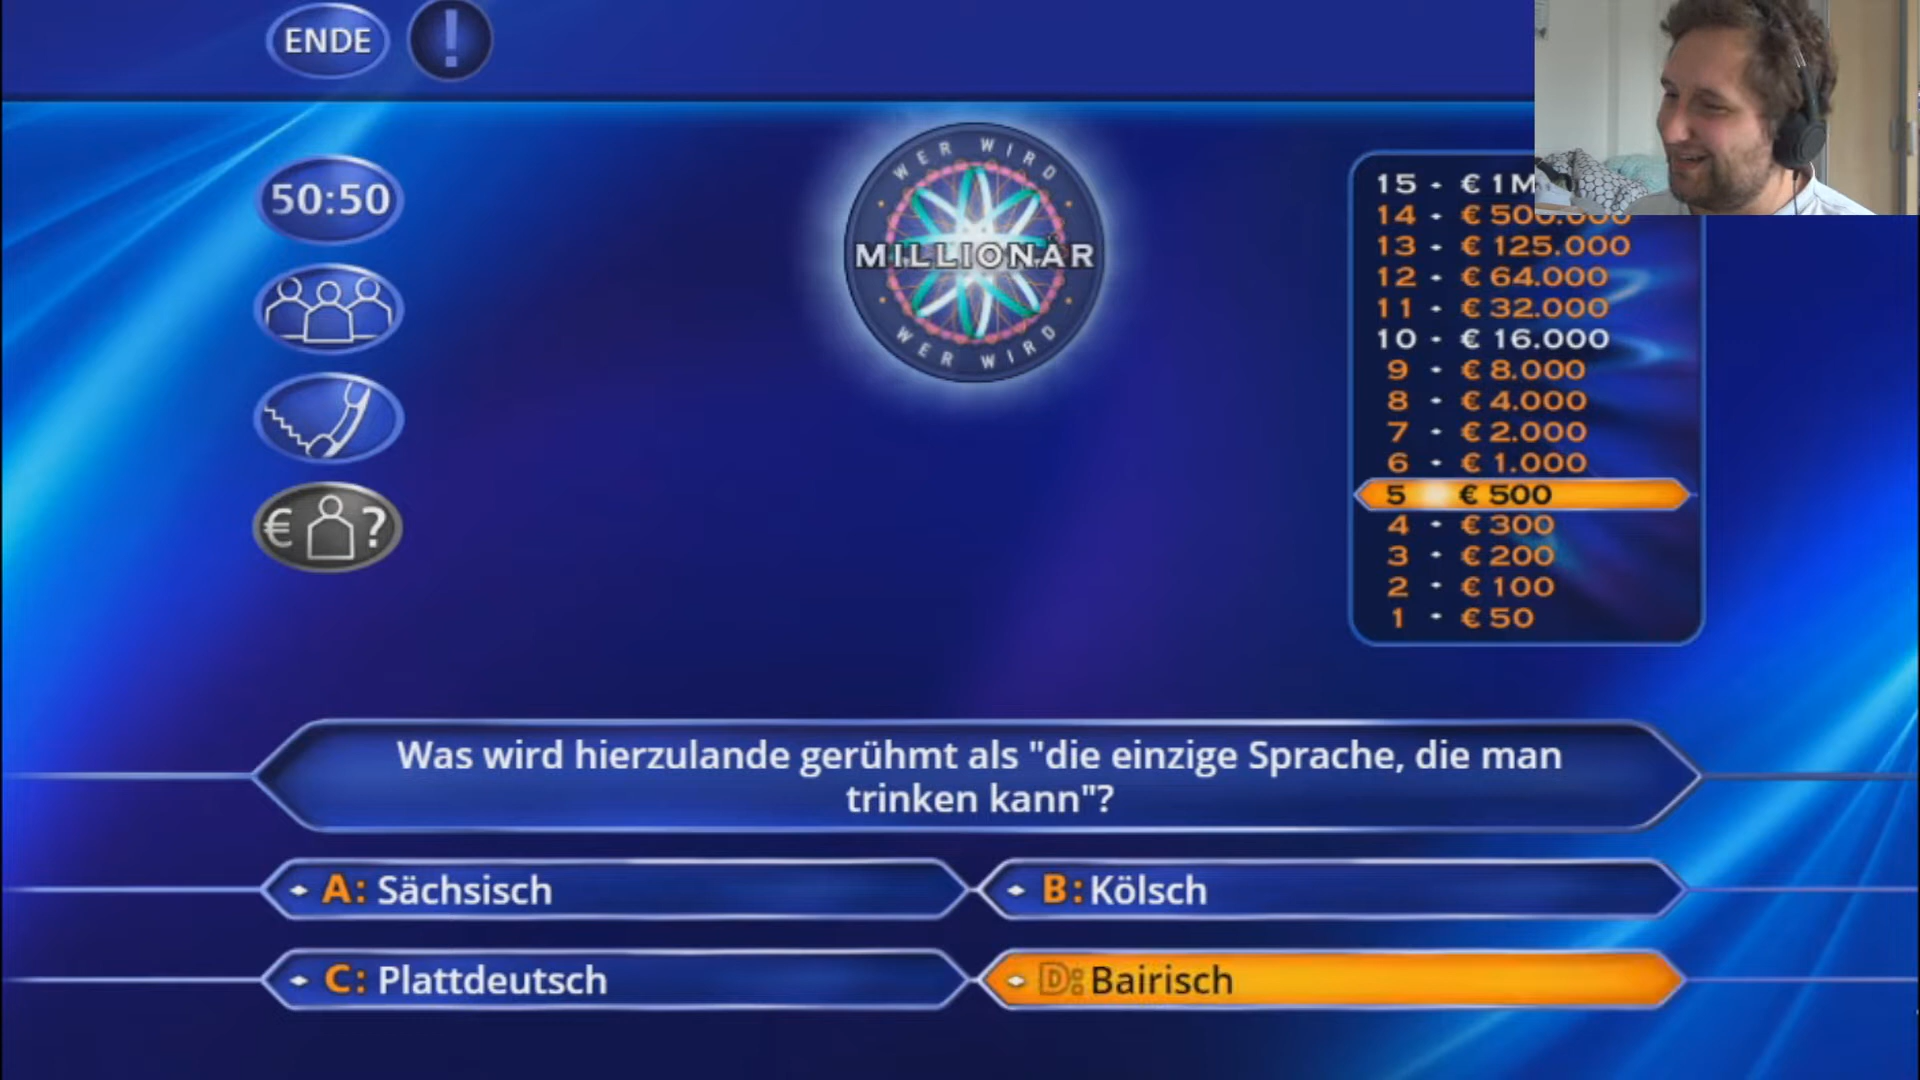 ENDE
!
50:50
€ ?
WER WIRD
MILLIONÄR
WER WIRD
15 · € 1M
14 · € 500.000
13 · € 125.000
12 · € 64.000
11 · € 32.000
10 · € 16.000
9 · € 8.000
8 · € 4.000
7 · € 2.000
6 · € 1.000
5 € 500
4 · € 300
3 · € 200
2 · € 100
1 · € 50
Was wird hierzulande gerühmt als "die einzige Sprache, die man
trinken kann"?
A: Sächsisch
B: Kölsch
C: Plattdeutsch
D: Bairisch